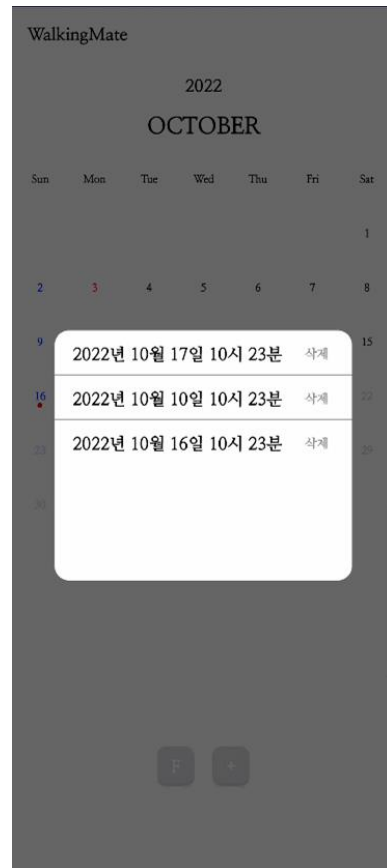 WalkingMate
2022
OCTOBER
Sun Mon Tue Wed Thu Fri Sat
1
2 3 4 5 6 7 8
9 15
2022년 10월 17일 10시 23분 삭제
16 2022년 10월 10일 10시 23분 삭제 22
23 2022년 10월 16일 10시 23분 삭제 29
30
F +